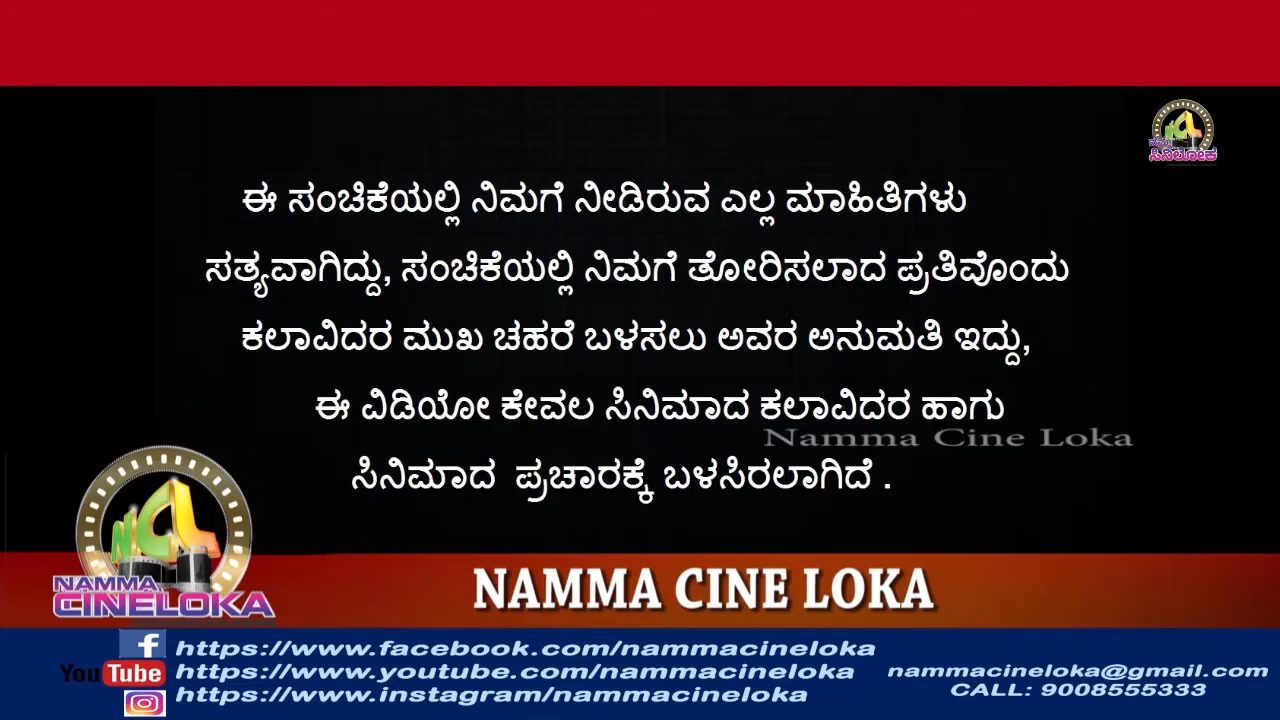 ನಮ್ಮ
ಸಿನಿಲೋಕ
ಈ ಸಂಚಿಕೆಯಲ್ಲಿ ನಿಮಗೆ ನೀಡಿರುವ ಎಲ್ಲ ಮಾಹಿತಿಗಳು
ಸತ್ಯವಾಗಿದ್ದು, ಸಂಚಿಕೆಯಲ್ಲಿ ನಿಮಗೆ ತೋರಿಸಲಾದ ಪ್ರತಿವೊಂದು
ಕಲಾವಿದರ ಮುಖ ಚಹರೆ ಬಳಸಲು ಅವರ ಅನುಮತಿ ಇದ್ದು,
ಈ ವಿಡಿಯೋ ಕೇವಲ ಸಿನಿಮಾದ ಕಲಾವಿದರ ಹಾಗು
Namma Cine Loka
ಸಿನಿಮಾದ ಪ್ರಚಾರಕ್ಕೆ ಬಳಸಿರಲಾಗಿದೆ .
NCL
NAMMA
CINELOKA
NAMMA CINE LOKA
f https://www.facebook.com/nammacineloka
YouTube https://www.youtube.com/nammacineloka
https://www.instagram/nammacineloka
nammacineloka@gmail.com
CALL: 9008555333